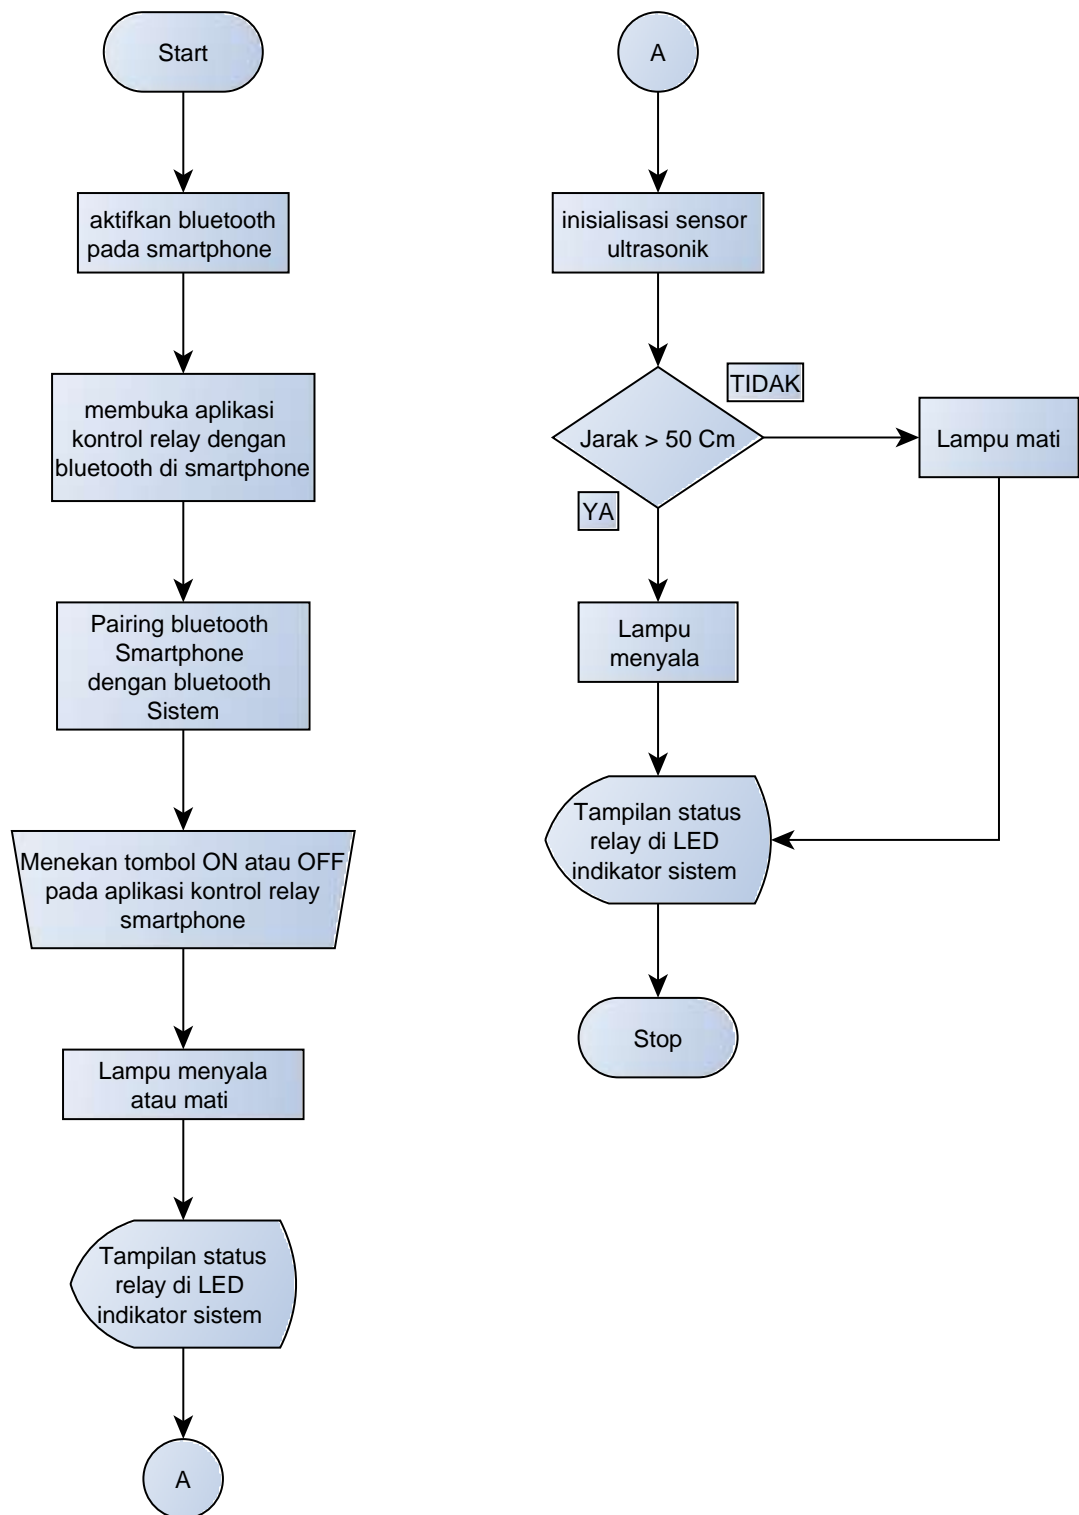 Start
aktifkan bluetooth
pada smartphone
membuka aplikasi
kontrol relay dengan
bluetooth di smartphone
Pairing bluetooth
Smartphone
dengan bluetooth
Sistem
Menekan tombol ON atau OFF
pada aplikasi kontrol relay
smartphone
Lampu menyala
atau mati
Tampilan status
relay di LED
indikator sistem
A
A
inisialisasi sensor
ultrasonik
Jarak > 50 Cm
TIDAK
Lampu mati
YA
Lampu
menyala
Tampilan status
relay di LED
indikator sistem
Stop